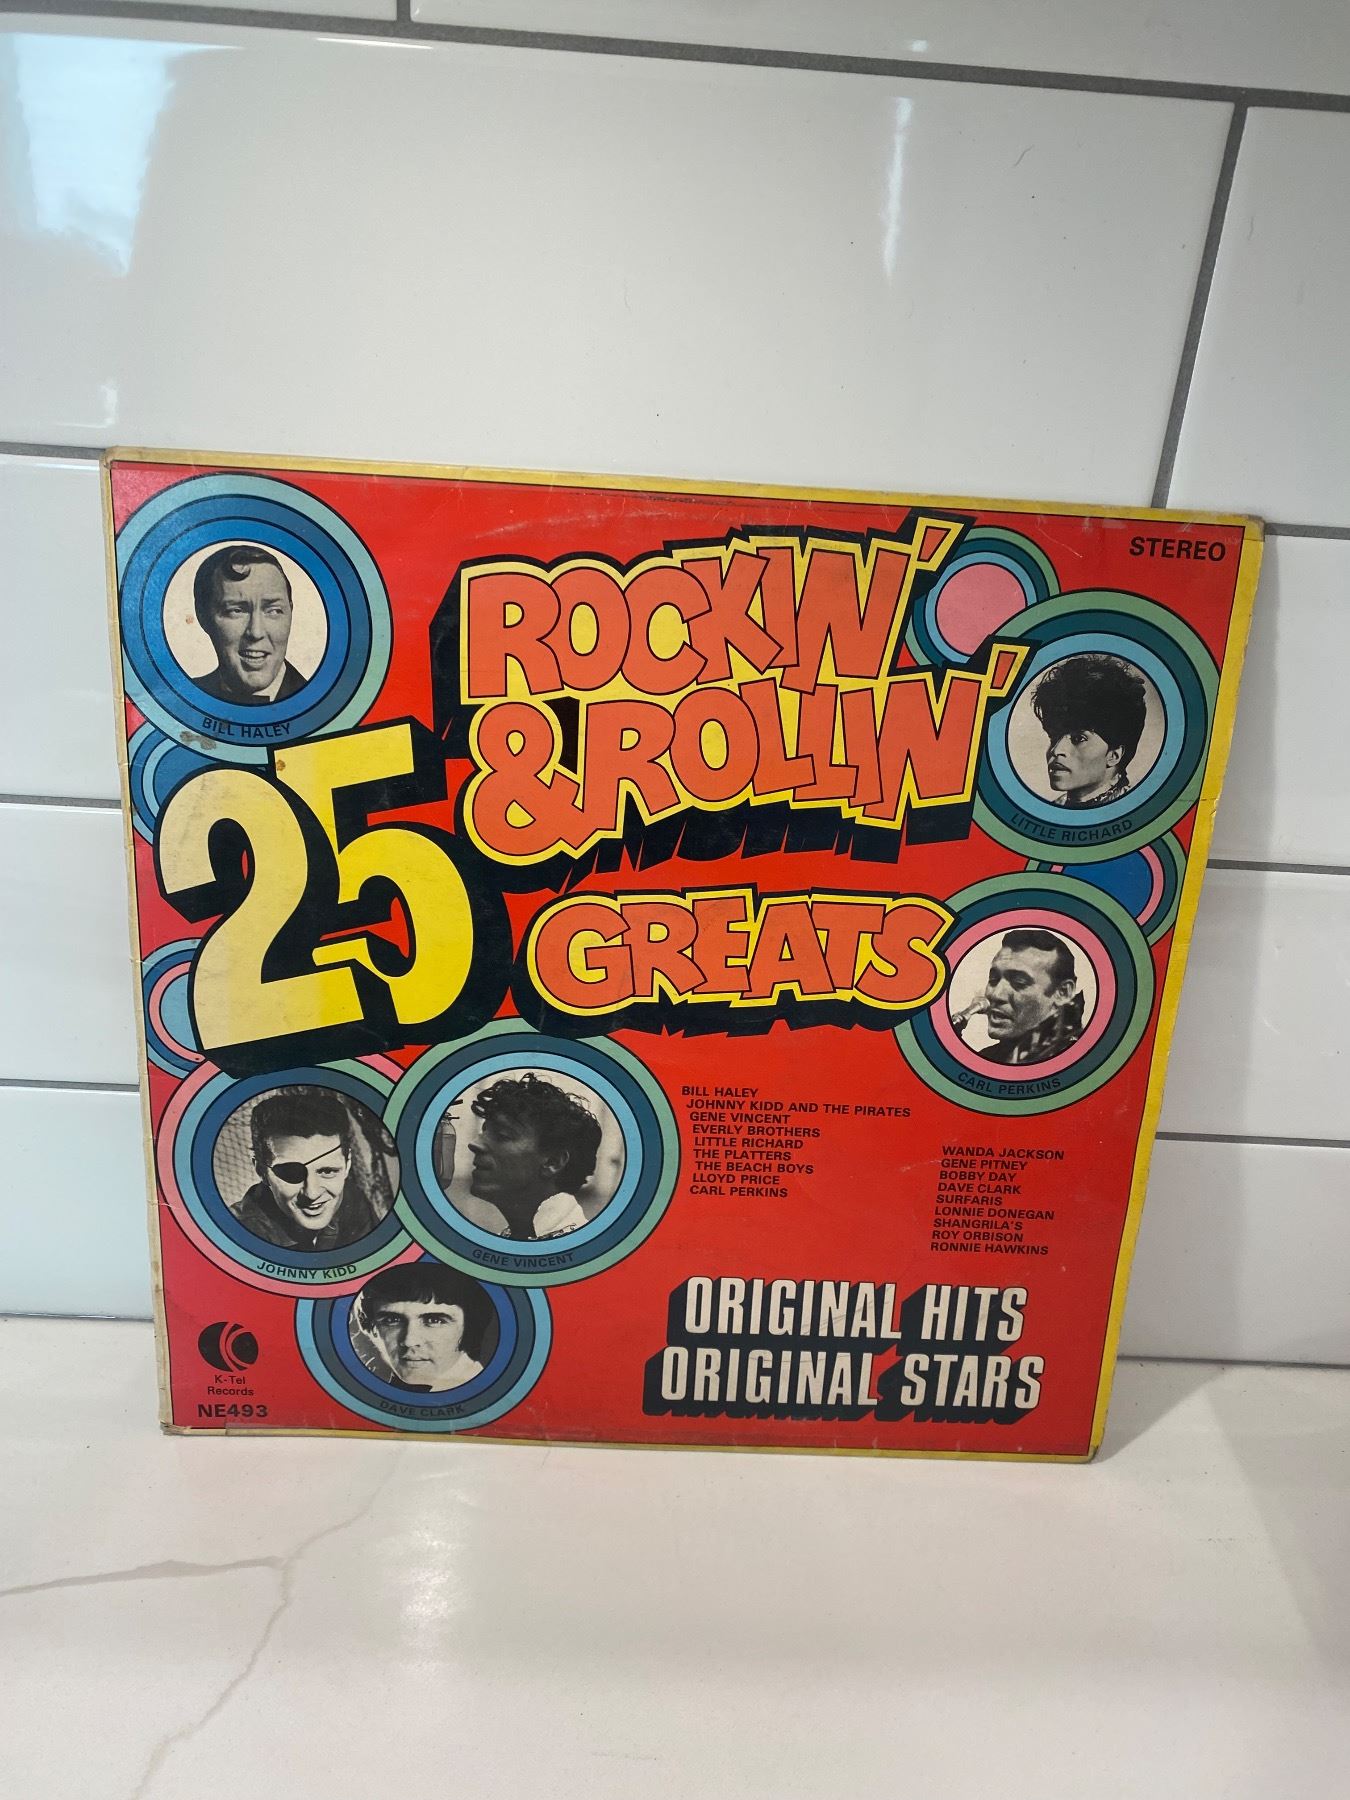 STEREO
ROCKIN'
& ROLLIN'
25
GREATS
BILL HALEY
LITTLE RICHARD
CARL PERKINS
JOHNNY KIDD
GENE VINCENT
DAVE CLARK
BILL HALEY
JOHNNY KIDD AND THE PIRATES
GENE VINCENT
EVERLY BROTHERS
LITTLE RICHARD
THE PLATTERS
THE BEACH BOYS
LLOYD PRICE
CARL PERKINS
WANDA JACKSON
GENE PITNEY
BOBBY DAY
DAVE CLARK
SURFARIS
LONNIE DONEGAN
SHANGRILA'S
ROY ORBISON
RONNIE HAWKINS
ORIGINAL HITS
ORIGINAL STARS
K
K-Tel
Records
NE493